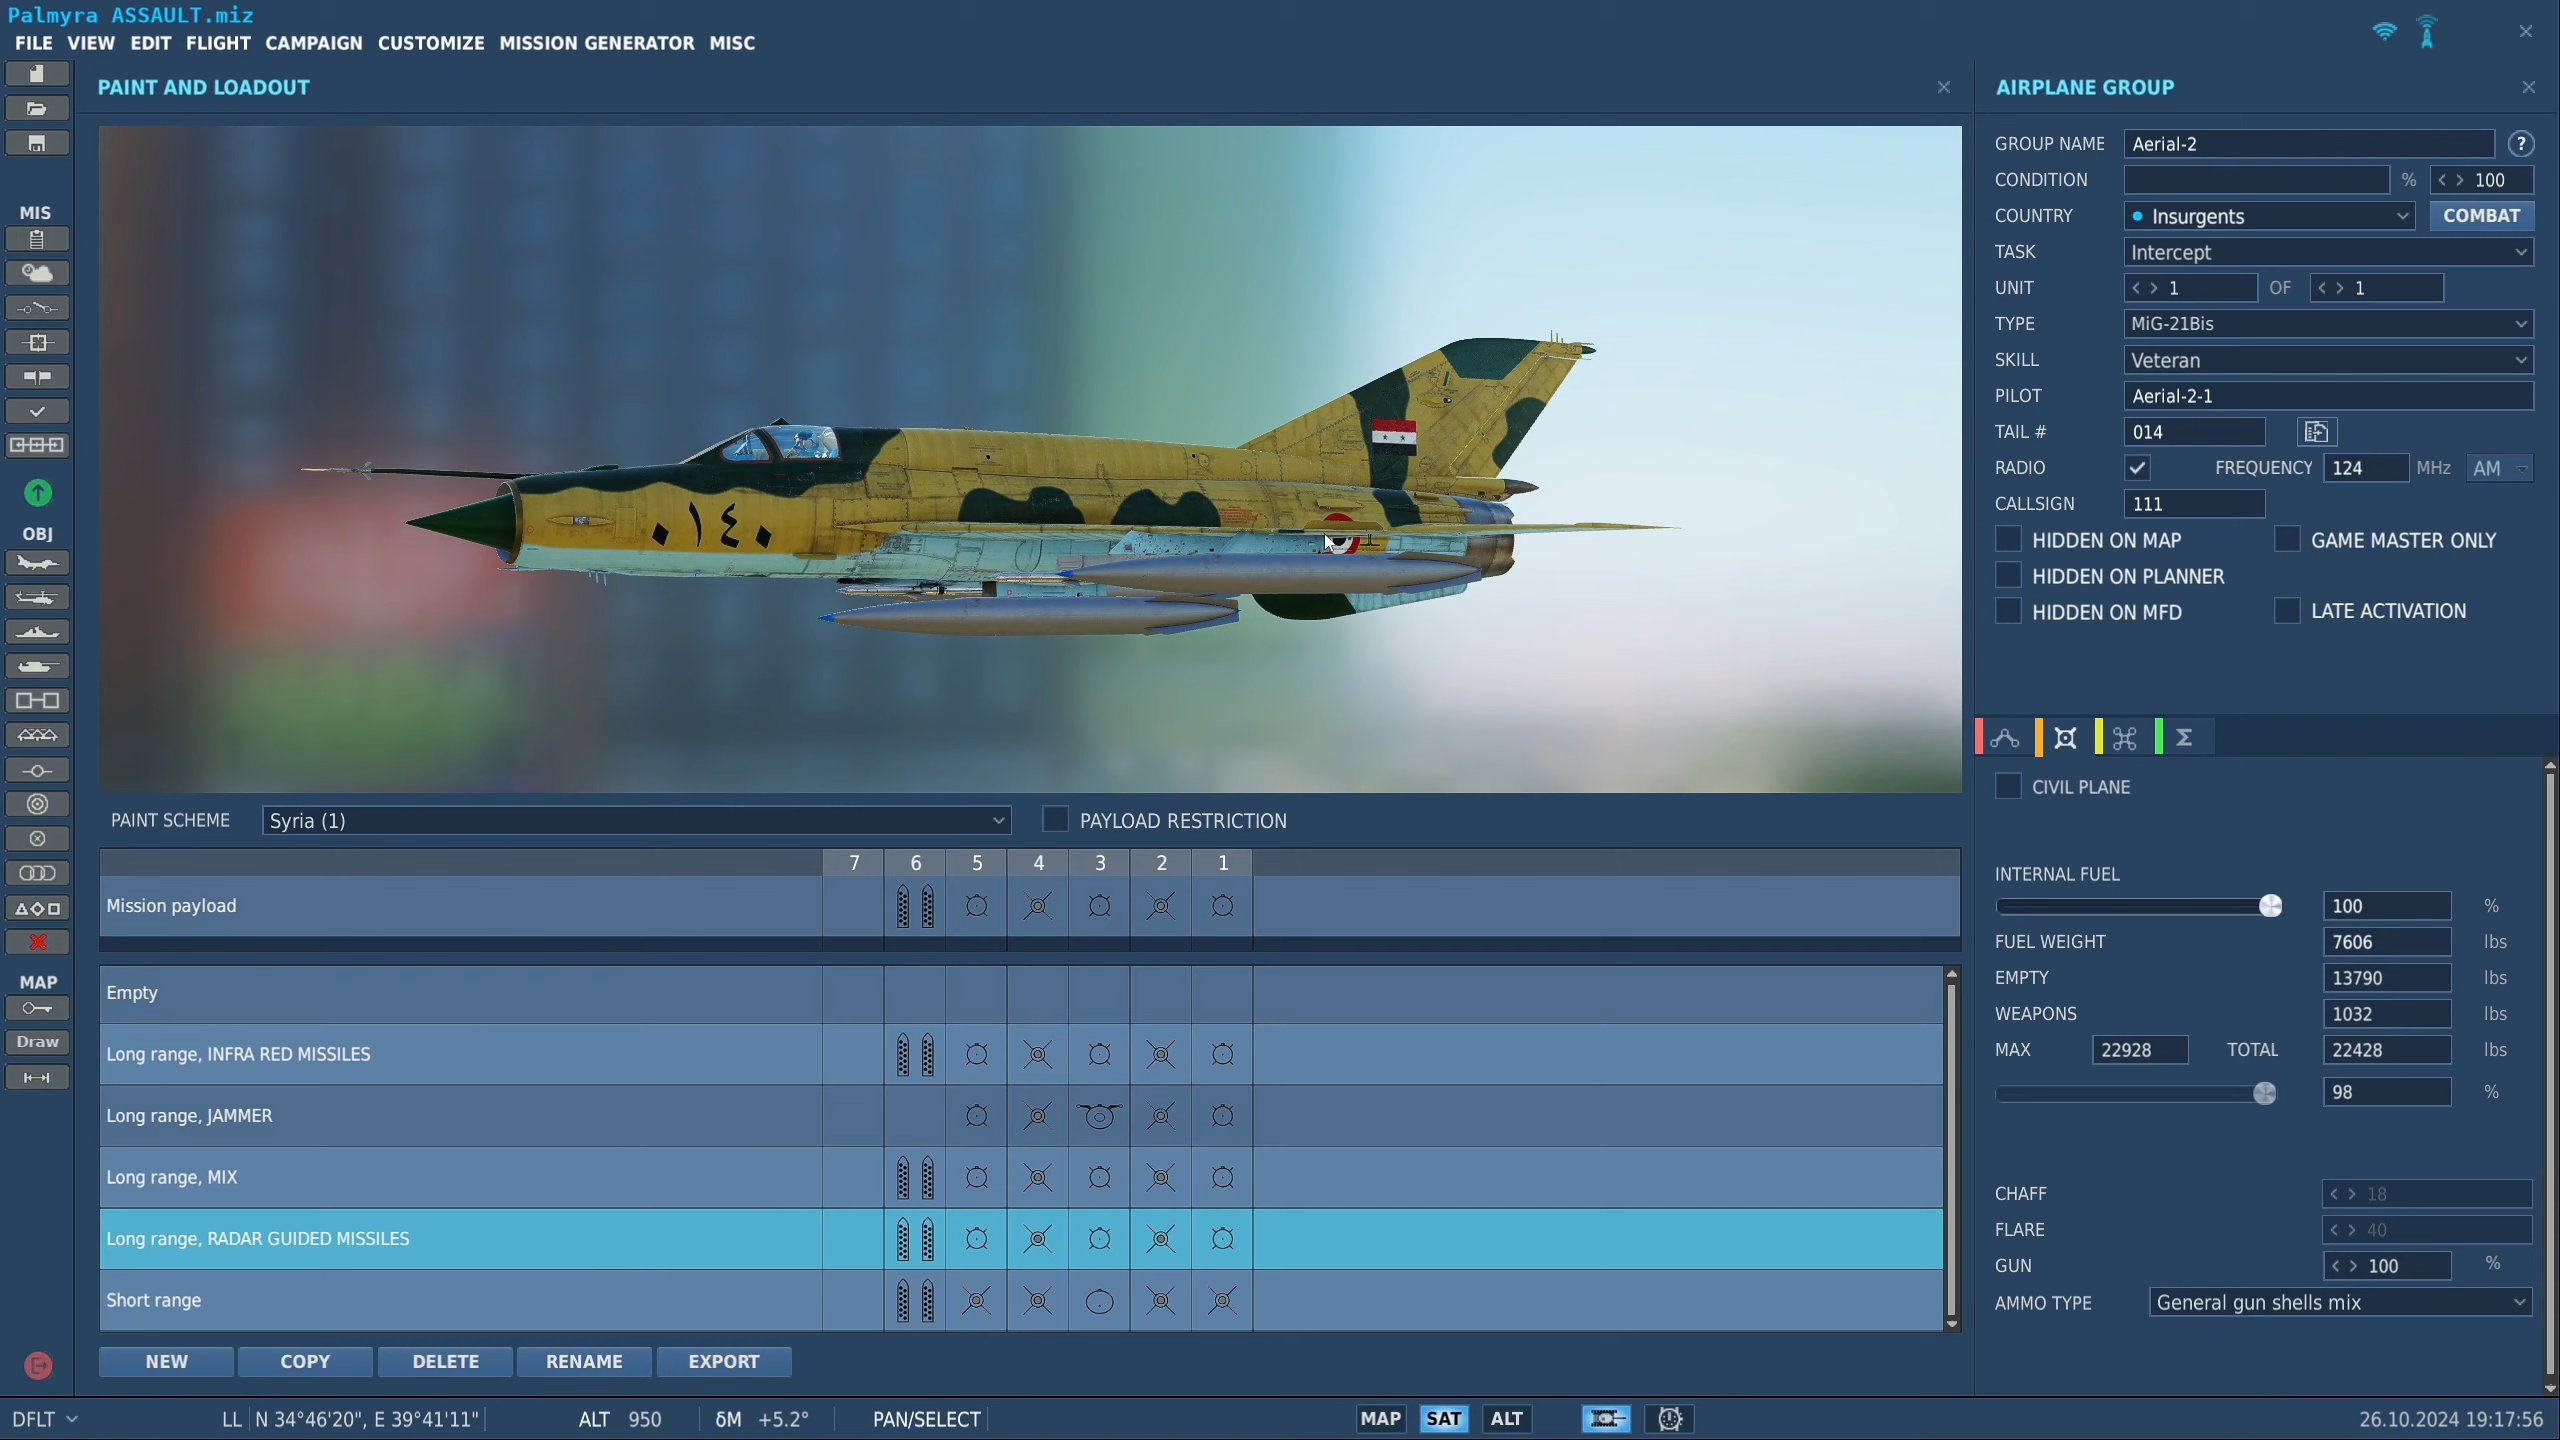 Palmyra ASSAULT.miz
FILE VIEW EDIT FLIGHT CAMPAIGN CUSTOMIZE MISSION GENERATOR MISC
PAINT AND LOADOUT
MIS
OBJ
MAP
Draw
٠١٤٠
PAINT SCHEME Syria (1) PAYLOAD RESTRICTION
7 6 5 4 3 2 1
Mission payload
Empty
Long range, INFRA RED MISSILES
Long range, JAMMER
Long range, MIX
Long range, RADAR GUIDED MISSILES
Short range
NEW COPY DELETE RENAME EXPORT
AIRPLANE GROUP
GROUP NAME Aerial-2 ?
CONDITION % < > 100
COUNTRY Insurgents COMBAT
TASK Intercept
UNIT < > 1 OF < > 1
TYPE MiG-21Bis
SKILL Veteran
PILOT Aerial-2-1
TAIL # 014
RADIO FREQUENCY 124 MHz AM
CALLSIGN 111
HIDDEN ON MAP GAME MASTER ONLY
HIDDEN ON PLANNER
HIDDEN ON MFD LATE ACTIVATION
Σ
CIVIL PLANE
INTERNAL FUEL
100 %
FUEL WEIGHT 7606 lbs
EMPTY 13790 lbs
WEAPONS 1032 lbs
MAX 22928 TOTAL 22428 lbs
98 %
CHAFF < > 18
FLARE < > 40
GUN < > 100 %
AMMO TYPE General gun shells mix
DFLT LL N 34°46'20", E 39°41'11" ALT 950 δM +5.2° PAN/SELECT MAP SAT ALT 26.10.2024 19:17:56